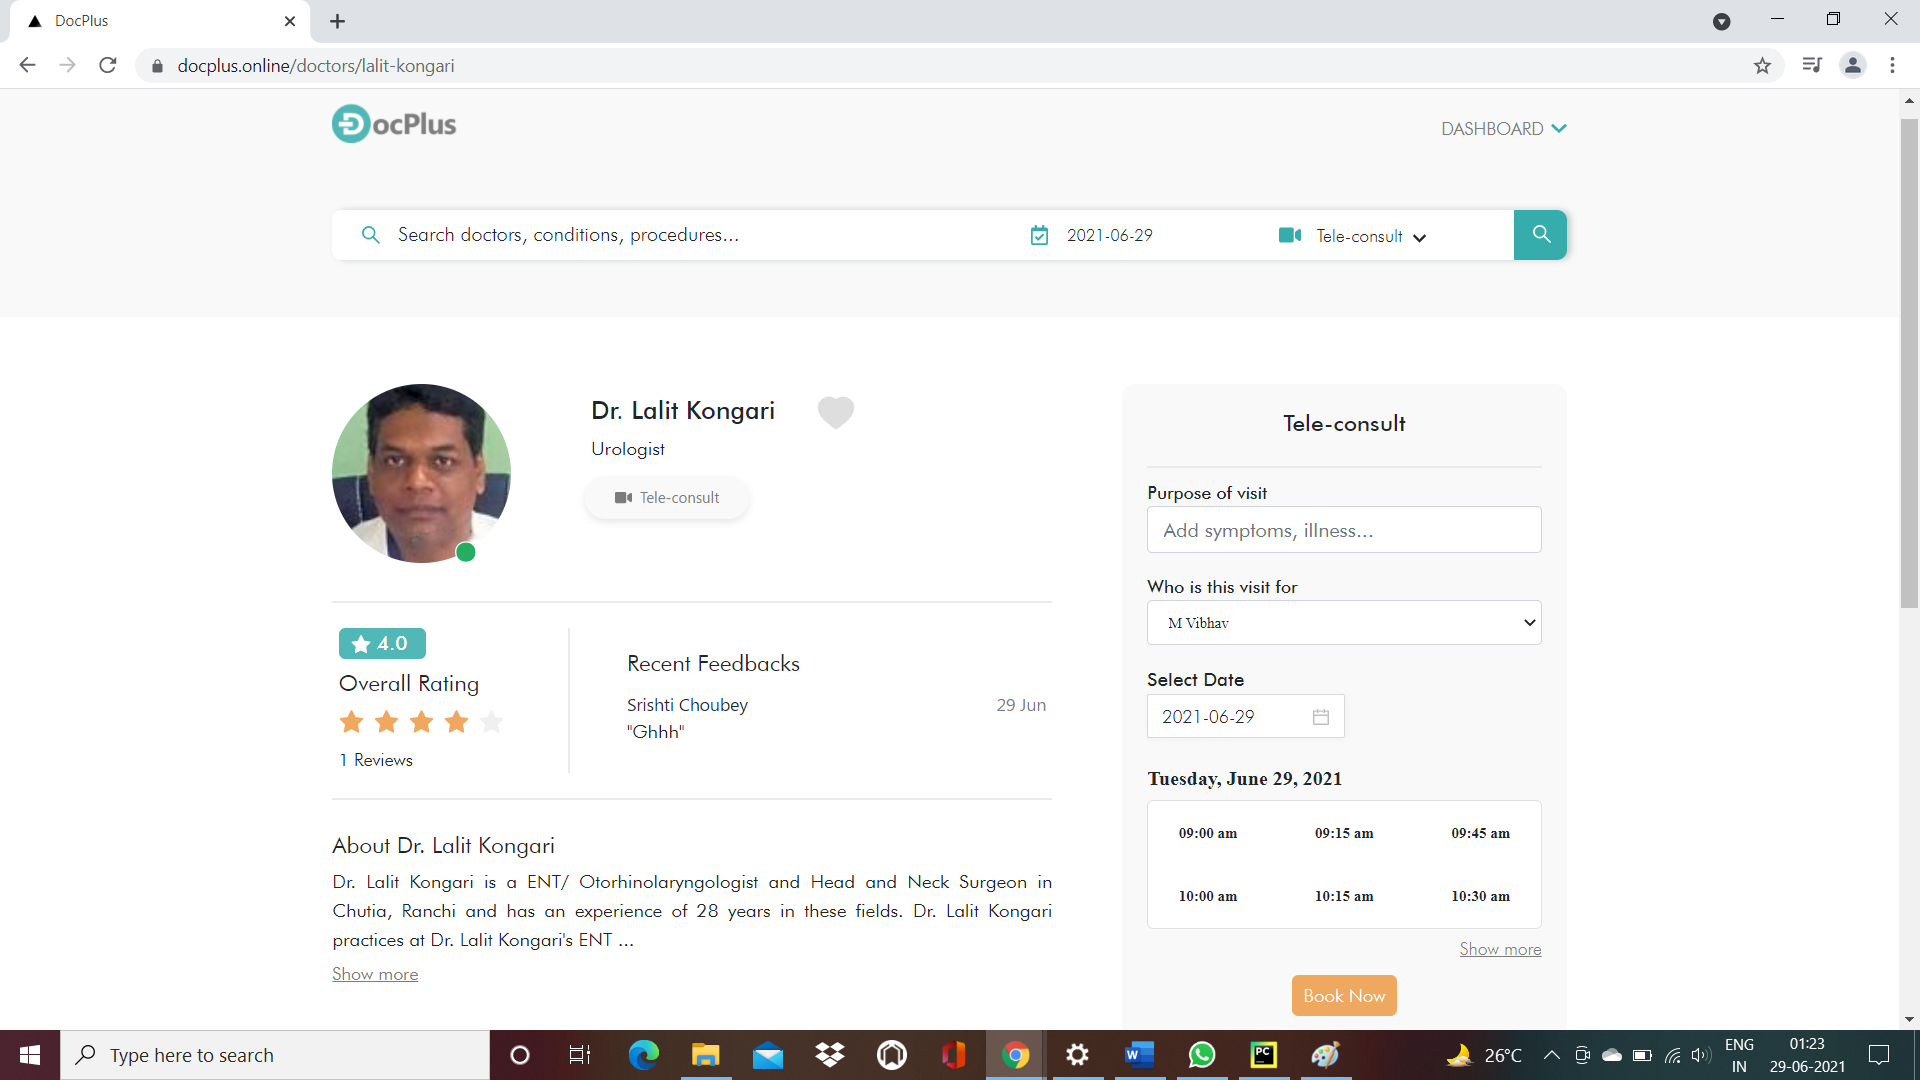 DocPlus
docplus.online/doctors/lalit-kongari
DocPlus
DASHBOARD
Search doctors, conditions, procedures...
2021-06-29
Tele-consult
Dr. Lalit Kongari
Urologist
Tele-consult
4.0
Overall Rating
1 Reviews
Recent Feedbacks
Srishti Choubey 29 Jun
"Ghhh"
About Dr. Lalit Kongari
Dr. Lalit Kongari is a ENT/ Otorhinolaryngologist and Head and Neck Surgeon in
Chutia, Ranchi and has an experience of 28 years in these fields. Dr. Lalit Kongari
practices at Dr. Lalit Kongari's ENT ...
Show more
Tele-consult
Purpose of visit
Add symptoms, illness...
Who is this visit for
M Vibhav
Select Date
2021-06-29
Tuesday, June 29, 2021
09:00 am 09:15 am 09:45 am
10:00 am 10:15 am 10:30 am
Show more
Book Now
Type here to search
W
PC
26°C
ENG
IN
01:23
29-06-2021